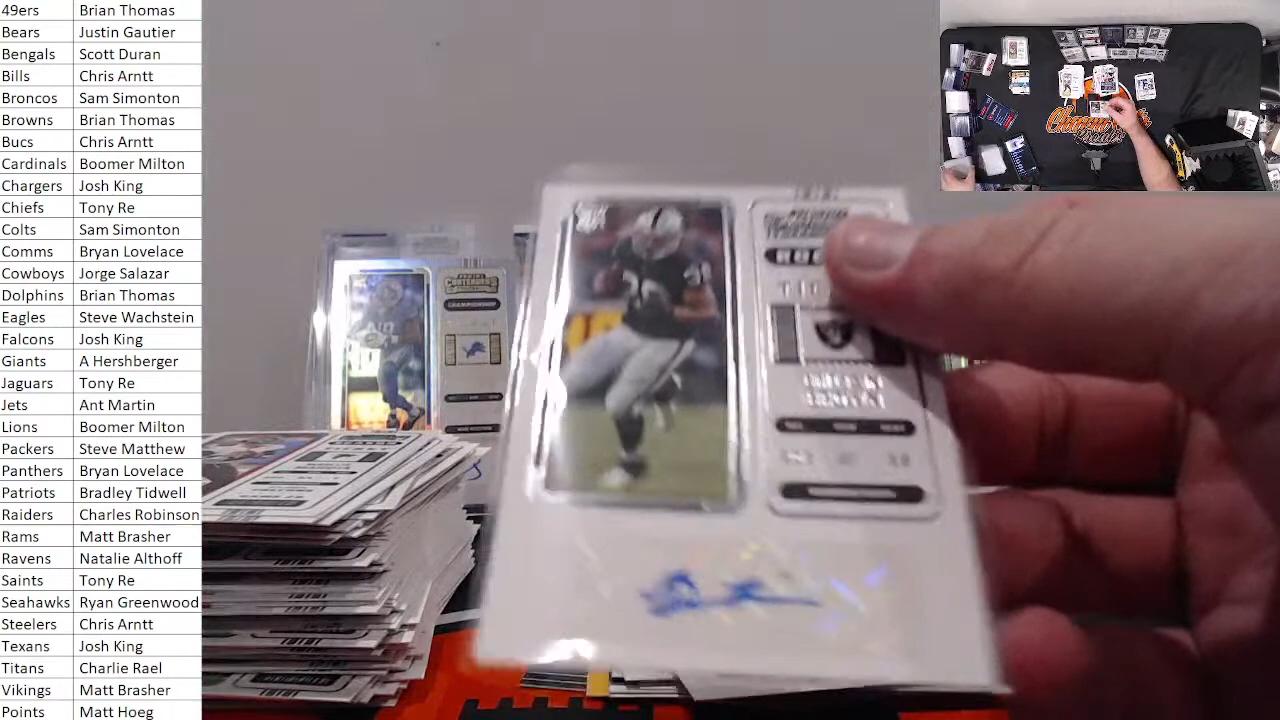 49ers Brian Thomas
Bears Justin Gautier
Bengals Scott Duran
Bills Chris Arntt
Broncos Sam Simonton
Browns Brian Thomas
Bucs Chris Arntt
Cardinals Boomer Milton
Chargers Josh King
Chiefs Tony Re
Colts Sam Simonton
Comms Bryan Lovelace
Cowboys Jorge Salazar
Dolphins Brian Thomas
Eagles Steve Wachstein
Falcons Josh King
Giants A Hershberger
Jaguars Tony Re
Jets Ant Martin
Lions Boomer Milton
Packers Steve Matthew
Panthers Bryan Lovelace
Patriots Bradley Tidwell
Raiders Charles Robinson
Rams Matt Brasher
Ravens Natalie Althoff
Saints Tony Re
Seahawks Ryan Greenwood
Steelers Chris Arntt
Texans Josh King
Titans Charlie Rael
Vikings Matt Brasher
Points Matt Hoeg
CONTENDERS
CHAMPIONSHIP